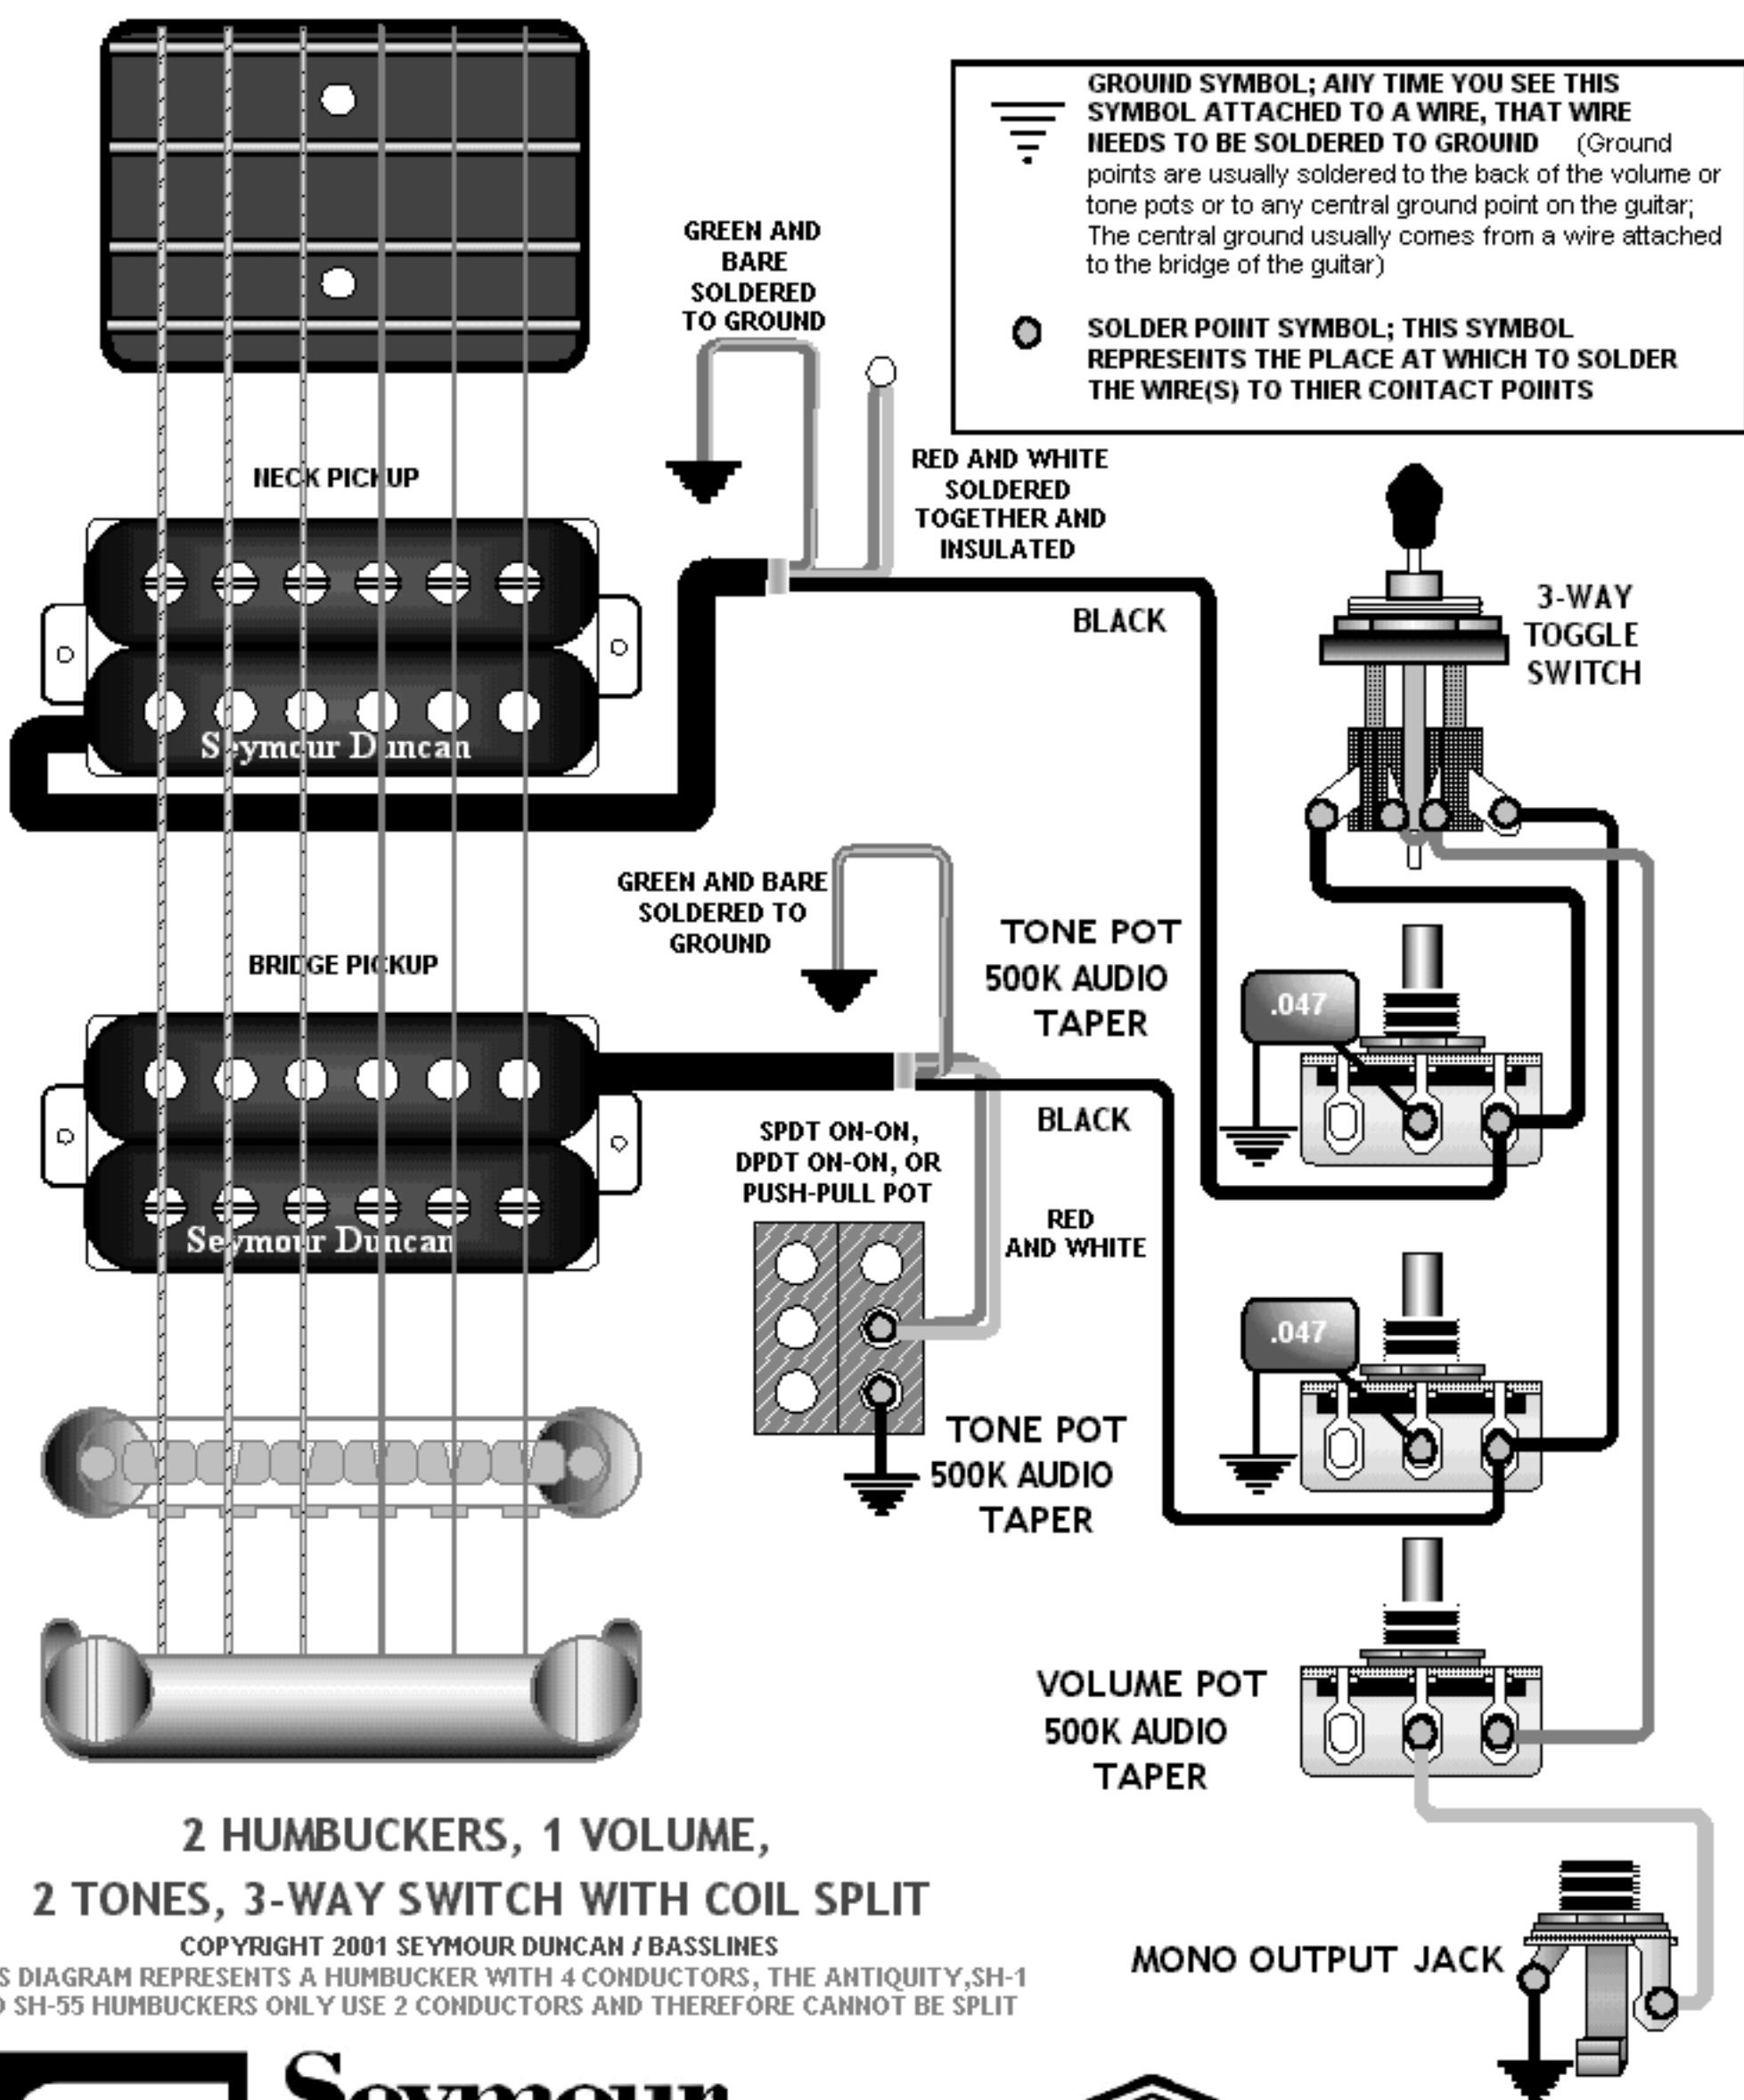 GROUND SYMBOL; ANY TIME YOU SEE THIS
SYMBOL ATTACHED TO A WIRE, THAT WIRE
NEEDS TO BE SOLDERED TO GROUND (Ground
points are usually soldered to the back of the volume or
tone pots or to any central ground point on the guitar;
The central ground usually comes from a wire attached
to the bridge of the guitar)
SOLDER POINT SYMBOL; THIS SYMBOL
REPRESENTS THE PLACE AT WHICH TO SOLDER
THE WIRE(S) TO THIER CONTACT POINTS
GREEN AND
BARE
SOLDERED
TO GROUND
RED AND WHITE
SOLDERED
TOGETHER AND
INSULATED
NECK PICKUP
Seymour Duncan
BLACK
3-WAY
TOGGLE
SWITCH
GREEN AND BARE
SOLDERED TO
GROUND
BRIDGE PICKUP
Seymour Duncan
TONE POT
500K AUDIO
TAPER
.047
BLACK
SPDT ON-ON,
DPDT ON-ON, OR
PUSH-PULL POT
RED
AND WHITE
.047
TONE POT
500K AUDIO
TAPER
VOLUME POT
500K AUDIO
TAPER
2 HUMBUCKERS, 1 VOLUME,
2 TONES, 3-WAY SWITCH WITH COIL SPLIT
COPYRIGHT 2001 SEYMOUR DUNCAN / BASSLINES
S DIAGRAM REPRESENTS A HUMBUCKER WITH 4 CONDUCTORS, THE ANTIQUITY,SH-1
SH-55 HUMBUCKERS ONLY USE 2 CONDUCTORS AND THEREFORE CANNOT BE SPLIT
MONO OUTPUT JACK
Seymour